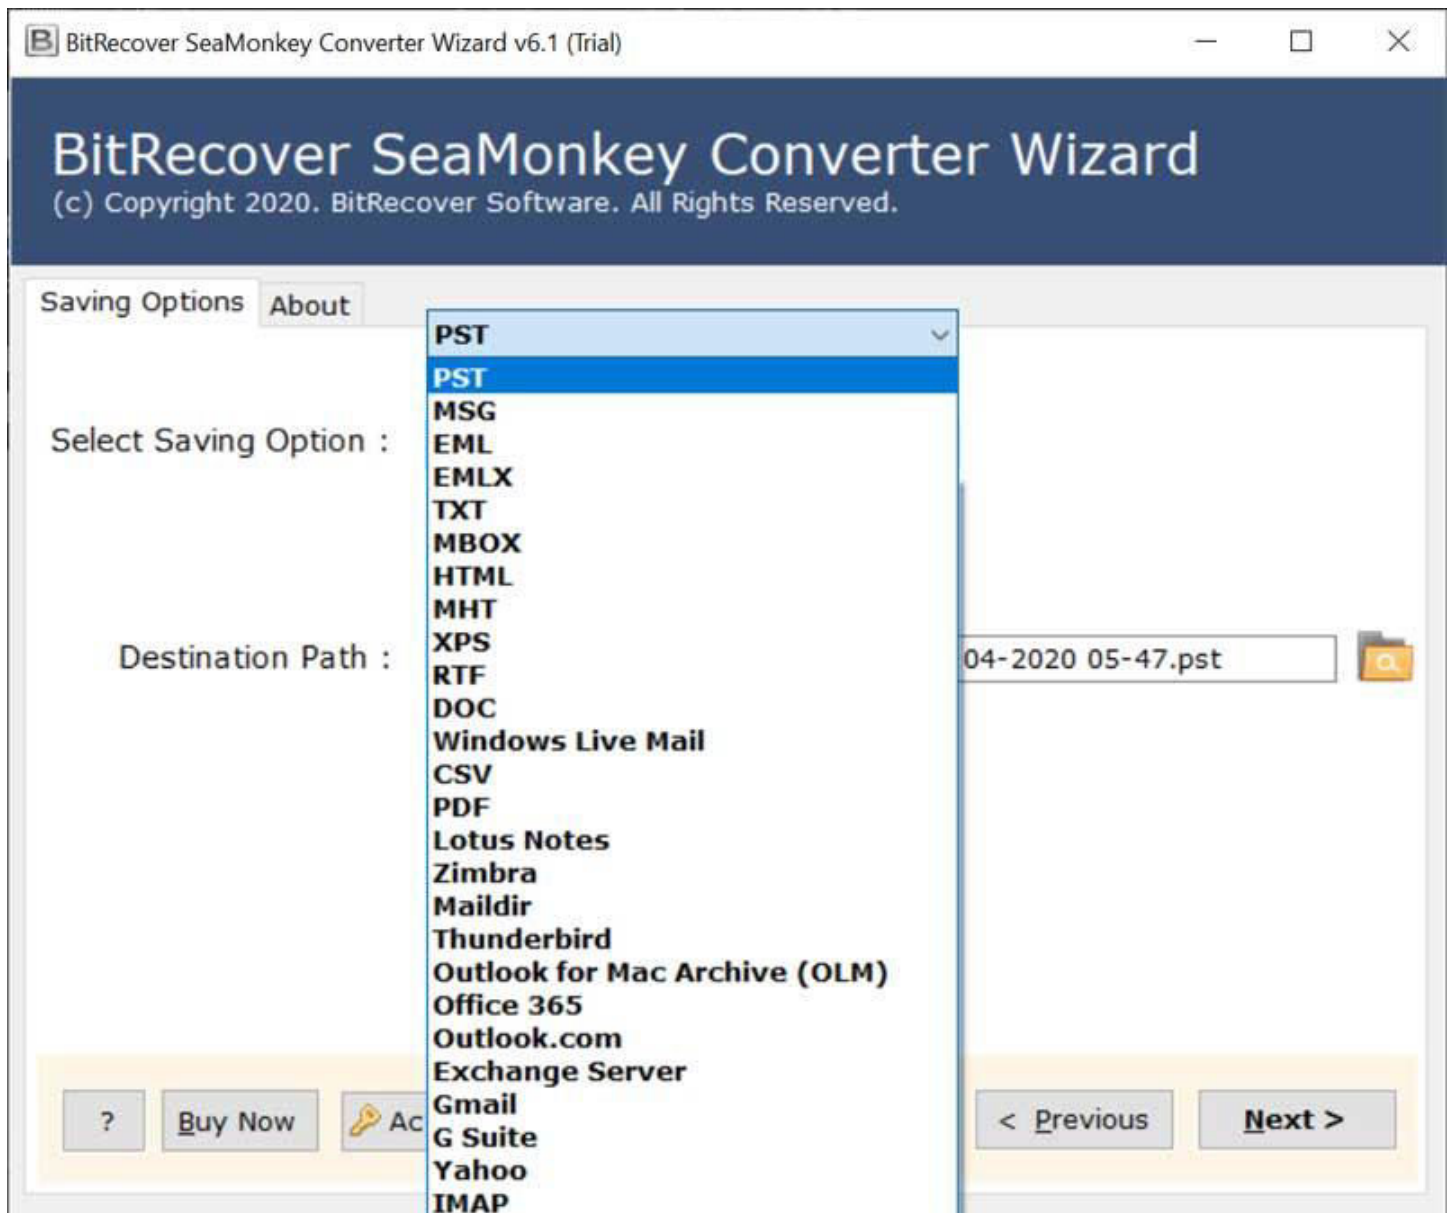 BitRecover SeaMonkey Converter Wizard v6.1 (Trial)
BitRecover SeaMonkey Converter Wizard
(c) Copyright 2020. BitRecover Software. All Rights Reserved.
Saving Options About
PST
PST
MSG
Select Saving Option :
EML
EMLX
TXT
MBOX
HTML
MHT
XPS
Destination Path :
04-2020 05-47.pst
RTF
DOC
Windows Live Mail
CSV
PDF
Lotus Notes
Zimbra
Maildir
Thunderbird
Outlook for Mac Archive (OLM)
Office 365
Outlook.com
Exchange Server
Gmail
? Buy Now Ac
< Previous Next >
G Suite
Yahoo
IMAP